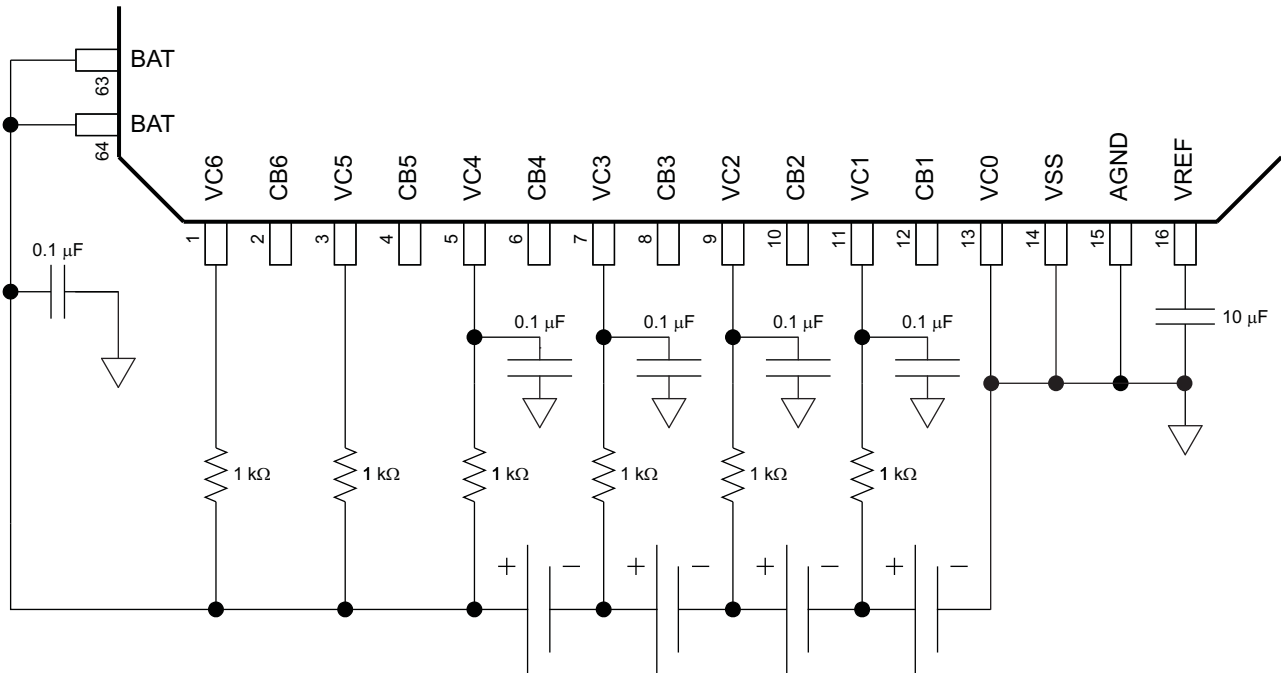 BAT
63
BAT
64
VC6 CB6 VC5 CB5 VC4 CB4 VC3 CB3 VC2 CB2 VC1 CB1 VC0 VSS AGND VREF
1 2 3 4 5 6 7 8 9 10 11 12 13 14 15 16
0.1 μF
0.1 μF 0.1 μF 0.1 μF 0.1 μF 10 μF
1 kΩ 1 kΩ 1 kΩ 1 kΩ 1 kΩ 1 kΩ
+ − + − + − + −